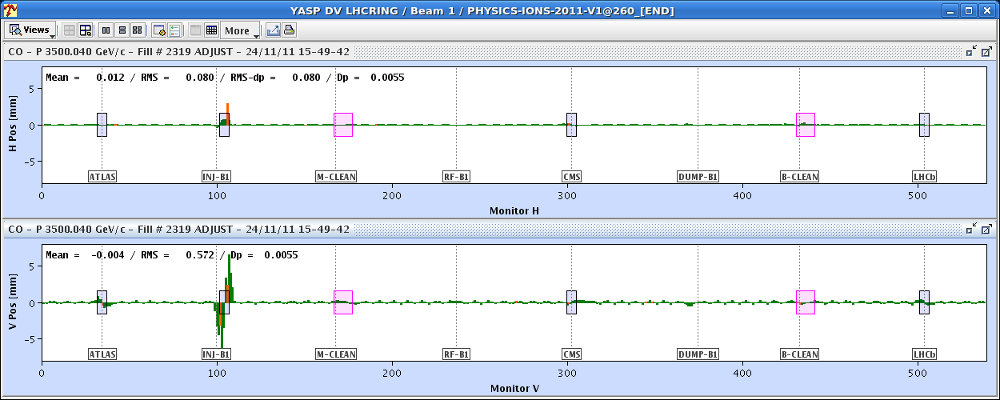 YASP DV LHCRING / Beam 1 / PHYSICS-IONS-2011-V1@260_[END]
Views More
CO - P 3500.040 GeV/c - Fill # 2319 ADJUST - 24/11/11 15-49-42
Mean = 0.012 / RMS = 0.080 / RMS-dp = 0.080 / Dp = 0.0055
H Pos [mm]
5
0
-5
ATLAS INJ-B1 M-CLEAN RF-B1 CMS DUMP-B1 B-CLEAN LHCb
0 100 200 300 400 500
Monitor H
CO - P 3500.040 GeV/c - Fill # 2319 ADJUST - 24/11/11 15-49-42
Mean = -0.004 / RMS = 0.572 / Dp = 0.0055
V Pos [mm]
5
0
-5
ATLAS INJ-B1 M-CLEAN RF-B1 CMS DUMP-B1 B-CLEAN LHCb
0 100 200 300 400 500
Monitor V